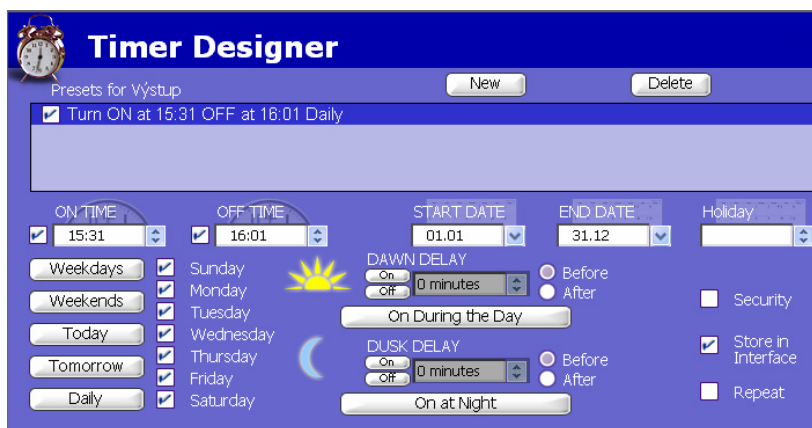 Timer Designer
Presets for Výstup
New
Delete
Turn ON at 15:31 OFF at 16:01 Daily
ON TIME
OFF TIME
START DATE
END DATE
Holiday
15:31
16:01
01.01
31.12
Weekdays
Weekends
Today
Tomorrow
Daily
Sunday
Monday
Tuesday
Wednesday
Thursday
Friday
Saturday
DAWN DELAY
On
Off
0 minutes
Before
After
On During the Day
DUSK DELAY
On
Off
0 minutes
Before
After
On at Night
Security
Store in
Interface
Repeat